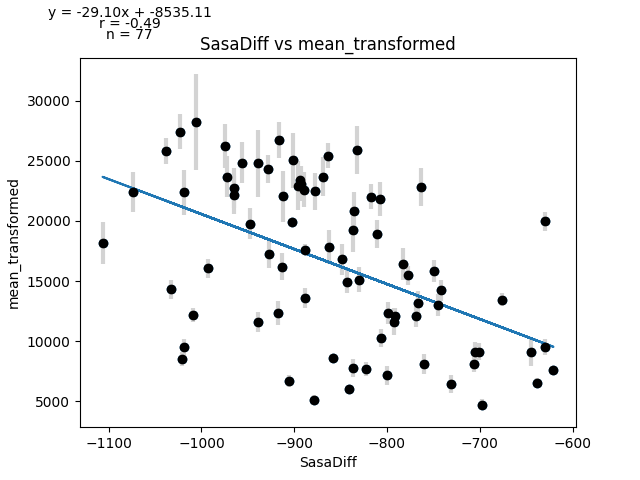 y = -29.10x + -8535.11
r = -0.49
n = 77
SasaDiff vs mean_transformed
mean_transformed
30000
25000
20000
15000
10000
5000
−1100 −1000 −900 −800 −700 −600
SasaDiff